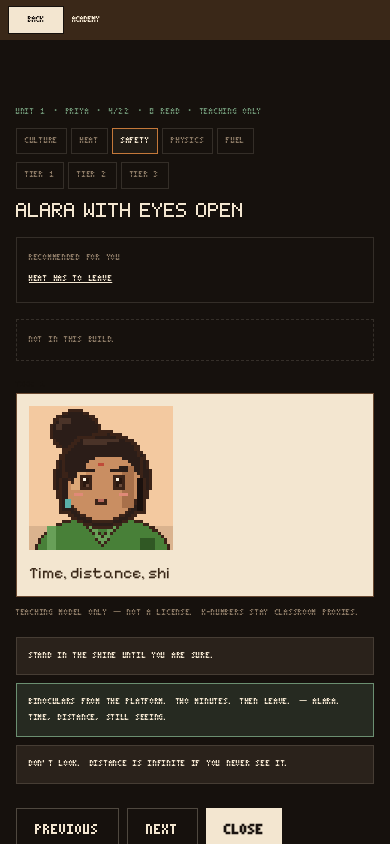 BACK
ACADEMY
UNIT 1 • PRIYA • 4/22 • 0 READ • TEACHING ONLY
CULTURE
HEAT
SAFETY
PHYSICS
FUEL
TIER 1
TIER 2
TIER 3
ALARA WITH EYES OPEN
RECOMMENDED FOR YOU
HEAT HAS TO LEAVE
NOT IN THIS BUILD.
Time, distance, shi
TEACHING MODEL ONLY — NOT A LICENSE. K-NUMBERS STAY CLASSROOM PROXIES.
STAND IN THE SHINE UNTIL YOU ARE SURE.
BINOCULARS FROM THE PLATFORM. TWO MINUTES. THEN LEAVE. — ALARA.
TIME, DISTANCE, STILL SEEING.
DON'T LOOK. DISTANCE IS INFINITE IF YOU NEVER SEE IT.
PREVIOUS
NEXT
CLOSE